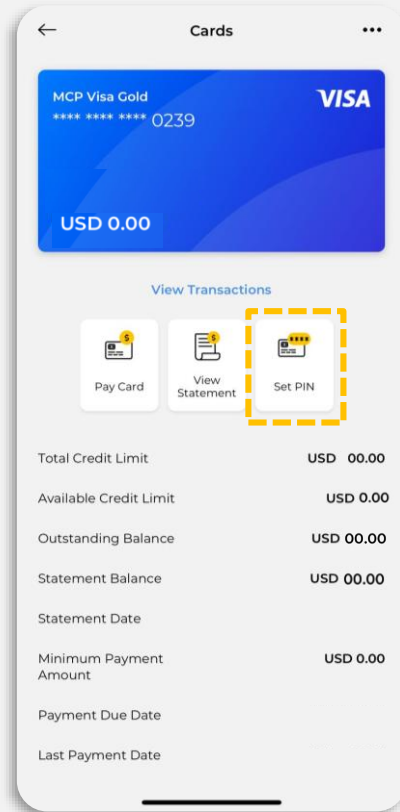 Cards
MCP Visa Gold
VISA
**** **** **** 0239
USD 0.00
View Transactions
Pay Card
View
Statement
Set PIN
Total Credit Limit USD 00.00
Available Credit Limit USD 0.00
Outstanding Balance USD 00.00
Statement Balance USD 00.00
Statement Date
Minimum Payment USD 0.00
Amount
Payment Due Date
Last Payment Date